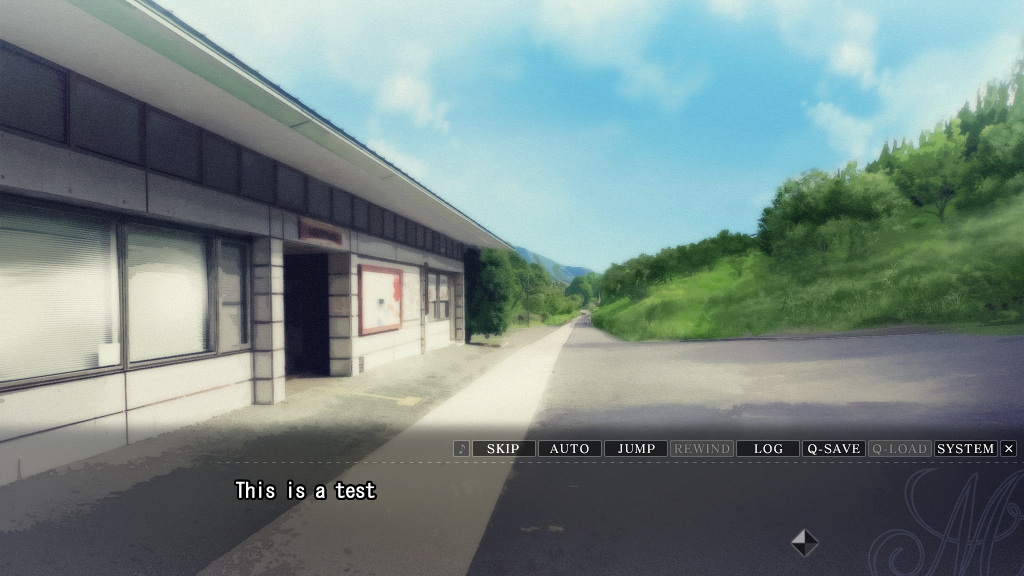 ♪ SKIP AUTO JUMP REWIND LOG Q-SAVE Q-LOAD SYSTEM ×
This is a test